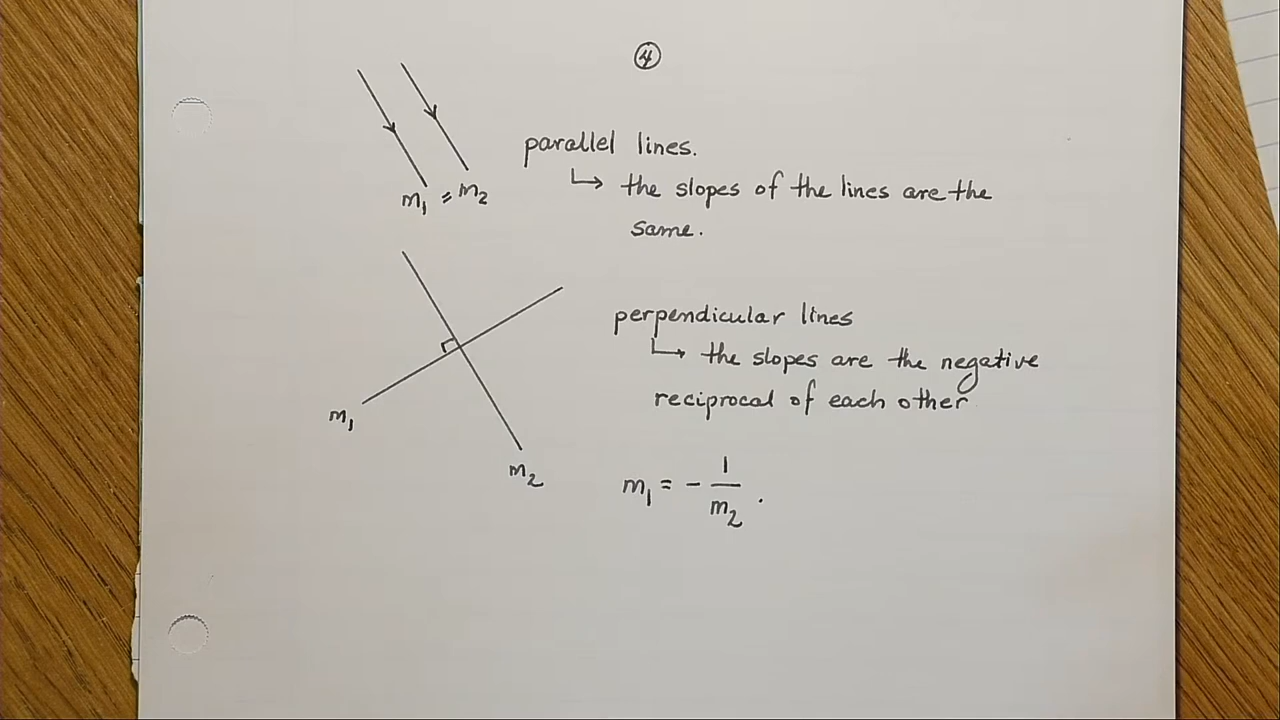 ④
parallel lines.
↳ the slopes of the lines are the
same.
m₁ = m₂
perpendicular lines
↳ the slopes are the negative
reciprocal of each other
m₁
m₂
m₁ = - 1/m₂.